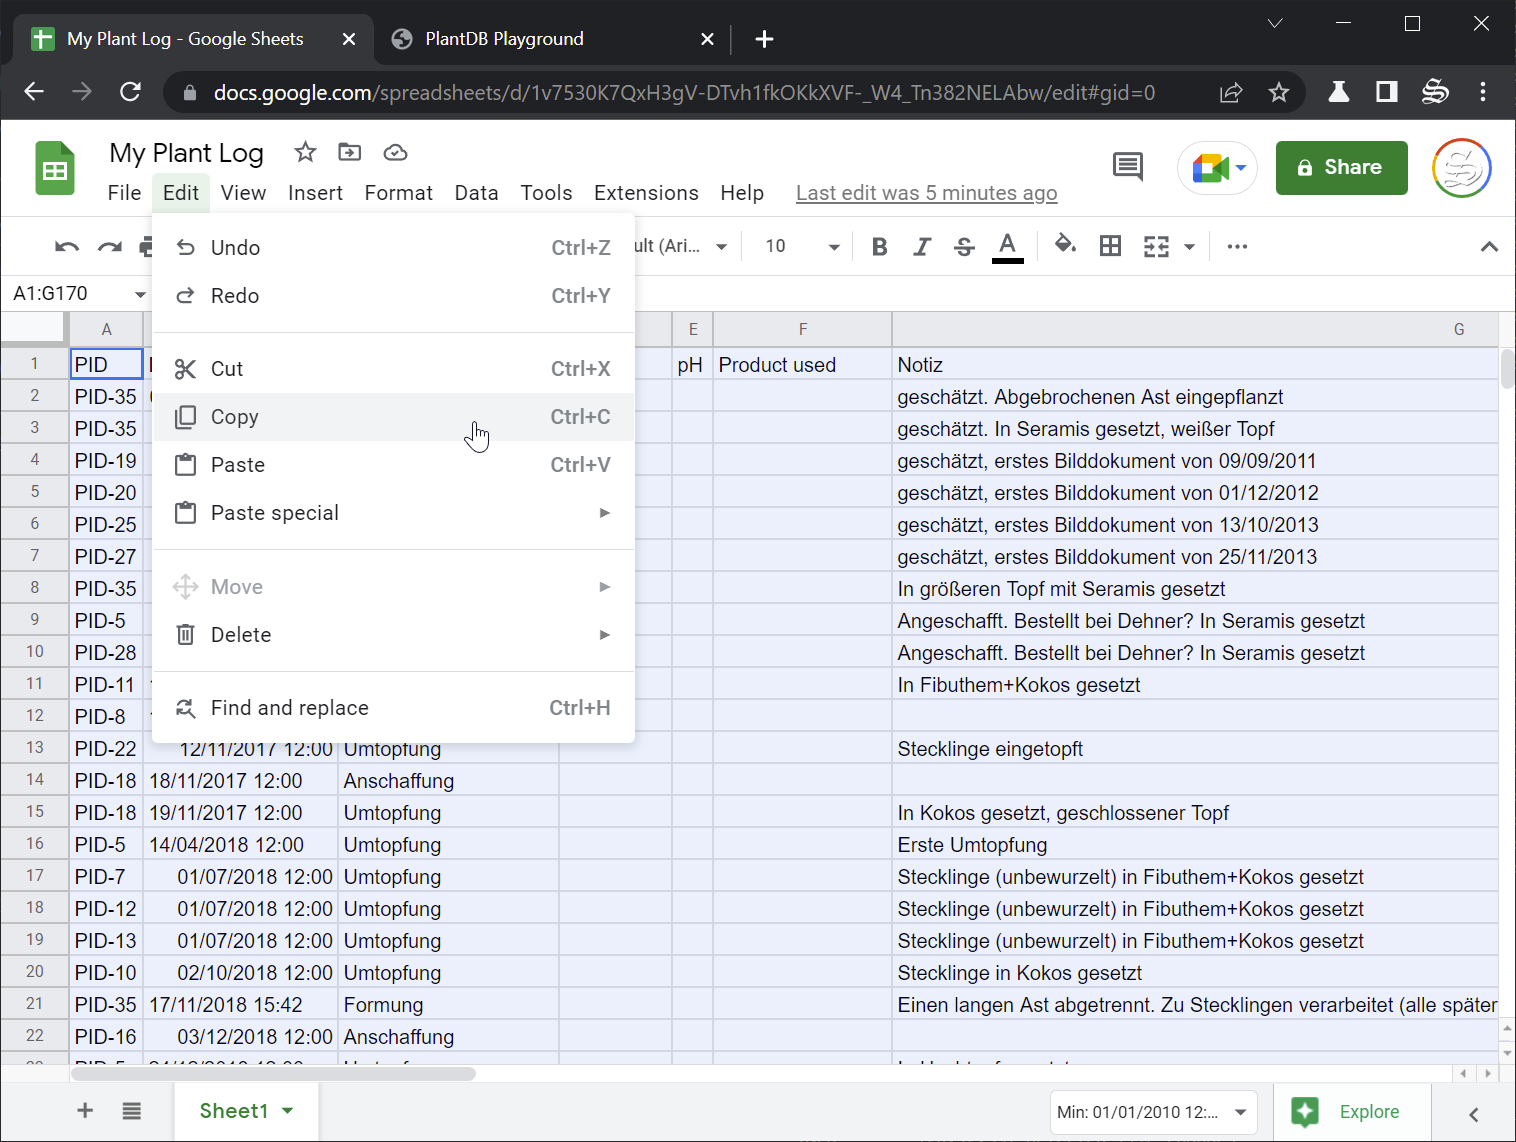 My Plant Log - Google Sheets
PlantDB Playground
docs.google.com/spreadsheets/d/1v7530K7QxH3gV-DTvh1fkOKkXVF-_W4_Tn382NELAbw/edit#gid=0
My Plant Log
Share
File Edit View Insert Format Data Tools Extensions Help Last edit was 5 minutes ago
ult (Ari... 10 B I S A
A1:G170
Undo Ctrl+Z
Redo Ctrl+Y
Cut Ctrl+X
Copy Ctrl+C
Paste Ctrl+V
Paste special
Move
Delete
Find and replace Ctrl+H
A E F G
1 PID pH Product used Notiz
2 PID-35 geschätzt. Abgebrochenen Ast eingepflanzt
3 PID-35 geschätzt. In Seramis gesetzt, weißer Topf
4 PID-19 geschätzt, erstes Bilddokument von 09/09/2011
5 PID-20 geschätzt, erstes Bilddokument von 01/12/2012
6 PID-25 geschätzt, erstes Bilddokument von 13/10/2013
7 PID-27 geschätzt, erstes Bilddokument von 25/11/2013
8 PID-35 In größeren Topf mit Seramis gesetzt
9 PID-5 Angeschafft. Bestellt bei Dehner? In Seramis gesetzt
10 PID-28 Angeschafft. Bestellt bei Dehner? In Seramis gesetzt
11 PID-11 In Fibuthem+Kokos gesetzt
12 PID-8
13 PID-22 12/11/2017 12:00 Umtopfung Stecklinge eingetopft
14 PID-18 18/11/2017 12:00 Anschaffung
15 PID-18 19/11/2017 12:00 Umtopfung In Kokos gesetzt, geschlossener Topf
16 PID-5 14/04/2018 12:00 Umtopfung Erste Umtopfung
17 PID-7 01/07/2018 12:00 Umtopfung Stecklinge (unbewurzelt) in Fibuthem+Kokos gesetzt
18 PID-12 01/07/2018 12:00 Umtopfung Stecklinge (unbewurzelt) in Fibuthem+Kokos gesetzt
19 PID-13 01/07/2018 12:00 Umtopfung Stecklinge (unbewurzelt) in Fibuthem+Kokos gesetzt
20 PID-10 02/10/2018 12:00 Umtopfung Stecklinge in Kokos gesetzt
21 PID-35 17/11/2018 15:42 Formung Einen langen Ast abgetrennt. Zu Stecklingen verarbeitet (alle später
22 PID-16 03/12/2018 12:00 Anschaffung
Sheet1
Min: 01/01/2010 12:...
Explore